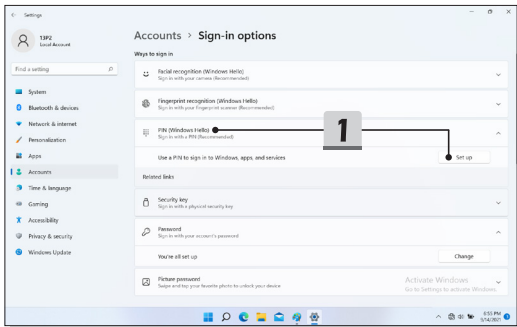 Settings
13P2
Local Account
Find a setting
System
Bluetooth & devices
Network & internet
Personalization
Apps
Accounts
Time & language
Gaming
Accessibility
Privacy & security
Windows Update
Accounts > Sign-in options
Ways to sign in
Facial recognition (Windows Hello)
Sign in with your camera (Recommended)
Fingerprint recognition (Windows Hello)
Sign in with your fingerprint scanner (Recommended)
PIN (Windows Hello)
Sign in with a PIN (Recommended)
1
Use a PIN to sign in to Windows, apps, and services
Set up
Related links
Security key
Sign in with a physical security key
Password
Sign in with your account's password
You're all set up
Change
Picture password
Swipe and tap your favorite photo to unlock your device
Activate Windows
Go to Settings to activate Windows.
6:55 PM
9/14/2021